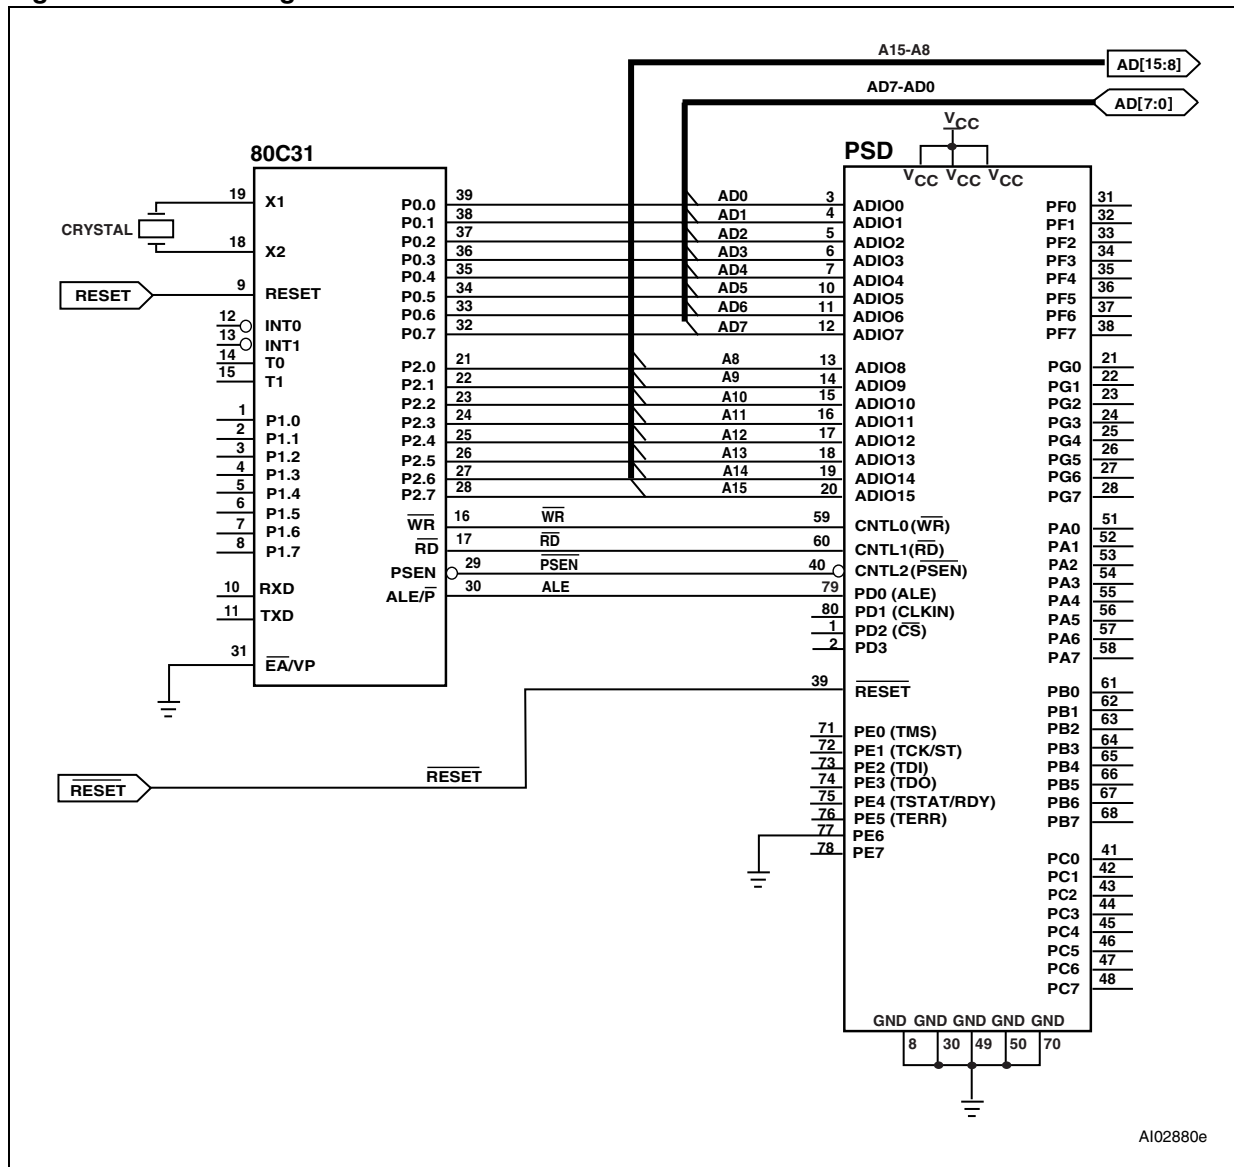 A15-A8
AD[15:8]
AD7-AD0
AD[7:0]
VCC
80C31
PSD
VCC VCC VCC
CRYSTAL
19 X1
18 X2
RESET
9 RESET
12 INT0
13 INT1
14 T0
15 T1
1 P1.0
2 P1.1
3 P1.2
4 P1.3
5 P1.4
6 P1.5
7 P1.6
8 P1.7
10 RXD
11 TXD
31 E̅A̅/VP
P0.0 39 AD0 3 ADIO0
P0.1 38 AD1 4 ADIO1
P0.2 37 AD2 5 ADIO2
P0.3 36 AD3 6 ADIO3
P0.4 35 AD4 7 ADIO4
P0.5 34 AD5 10 ADIO5
P0.6 33 AD6 11 ADIO6
P0.7 32 AD7 12 ADIO7
P2.0 21 A8 13 ADIO8
P2.1 22 A9 14 ADIO9
P2.2 23 A10 15 ADIO10
P2.3 24 A11 16 ADIO11
P2.4 25 A12 17 ADIO12
P2.5 26 A13 18 ADIO13
P2.6 27 A14 19 ADIO14
P2.7 28 A15 20 ADIO15
W̅R̅ 16 W̅R̅ 59 CNTL0(W̅R̅)
R̅D̅ 17 R̅D̅ 60 CNTL1(R̅D̅)
PSEN 29 P̅S̅E̅N̅ 40 CNTL2(P̅S̅E̅N̅)
ALE/P̅ 30 ALE 79 PD0 (ALE)
80 PD1 (CLKIN)
1 PD2 (C̅S̅)
2 PD3
39 R̅E̅S̅E̅T̅
R̅E̅S̅E̅T̅
R̅E̅S̅E̅T̅
71 PE0 (TMS)
72 PE1 (TCK/ST)
73 PE2 (TDI)
74 PE3 (TDO)
75 PE4 (TSTAT/RDY)
76 PE5 (TERR)
77 PE6
78 PE7
PF0 31
PF1 32
PF2 33
PF3 34
PF4 35
PF5 36
PF6 37
PF7 38
PG0 21
PG1 22
PG2 23
PG3 24
PG4 25
PG5 26
PG6 27
PG7 28
PA0 51
PA1 52
PA2 53
PA3 54
PA4 55
PA5 56
PA6 57
PA7 58
PB0 61
PB1 62
PB2 63
PB3 64
PB4 65
PB5 66
PB6 67
PB7 68
PC0 41
PC1 42
PC2 43
PC3 44
PC4 45
PC5 46
PC6 47
PC7 48
GND GND GND GND GND
8 30 49 50 70
AI02880e